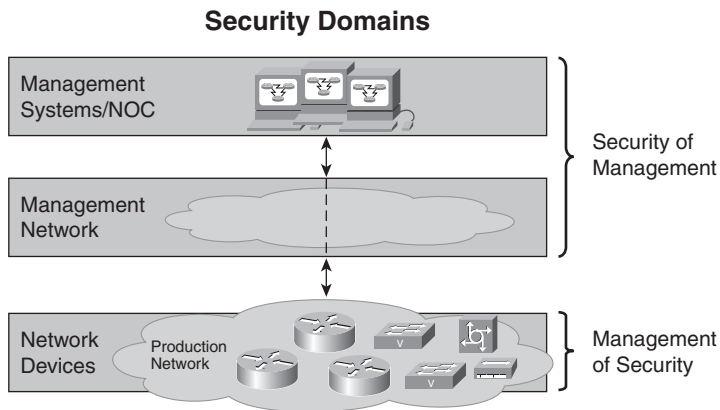 Security Domains
Management
Systems/NOC
Security of
Management
Management
Network
Network
Devices
Production
Network
V
V
Management
of Security